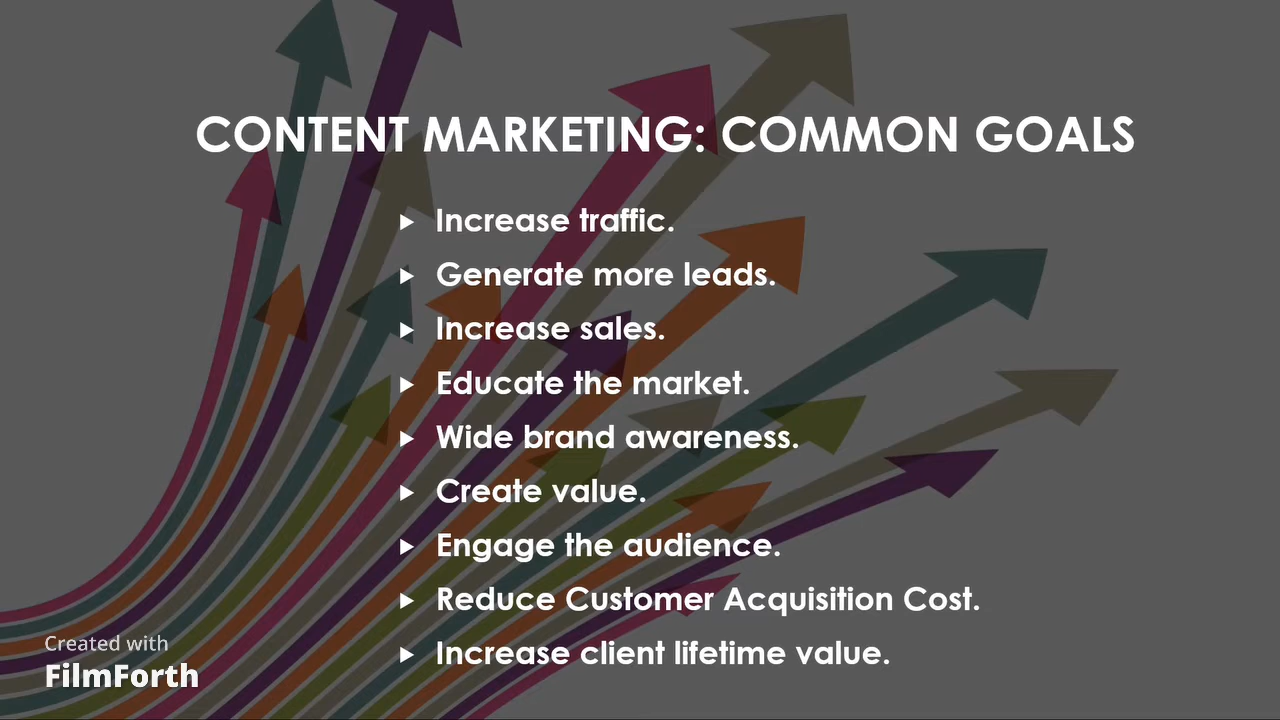 CONTENT MARKETING: COMMON GOALS
Increase traffic.
Generate more leads.
Increase sales.
Educate the market.
Wide brand awareness.
Create value.
Engage the audience.
Reduce Customer Acquisition Cost.
Increase client lifetime value.
Created with
FilmForth